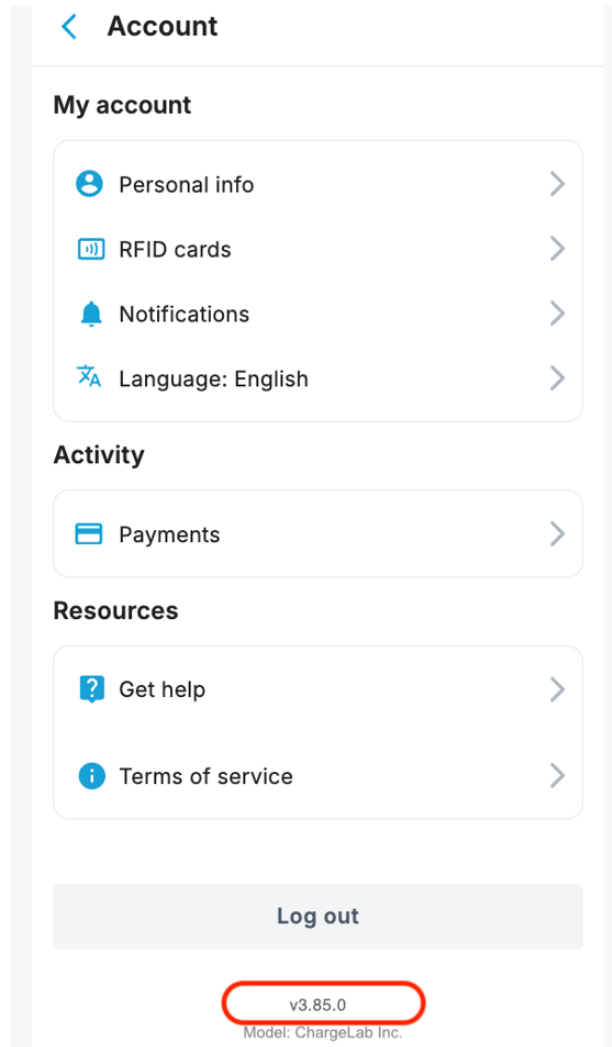 Account
My account
Personal info
RFID cards
Notifications
Language: English
Activity
Payments
Resources
Get help
Terms of service
Log out
v3.85.0
Model: ChargeLab Inc.